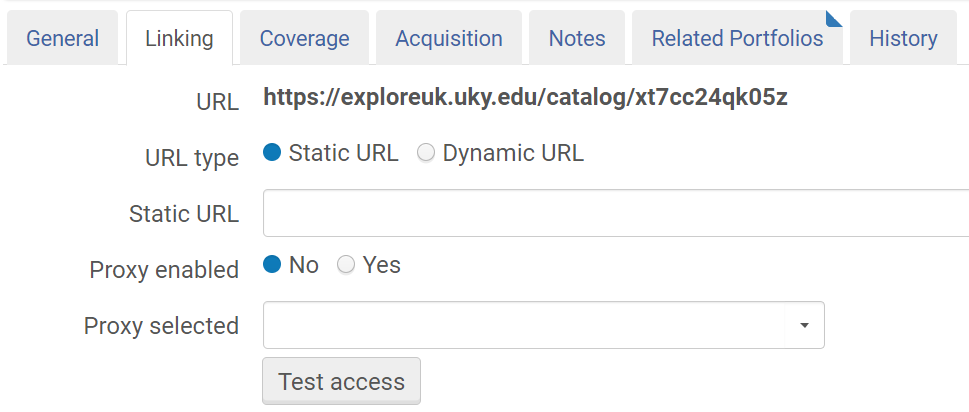 General Linking Coverage Acquisition Notes Related Portfolios History
URL https://exploreuk.uky.edu/catalog/xt7cc24qk05z
URL type Static URL Dynamic URL
Static URL
Proxy enabled No Yes
Proxy selected
Test access